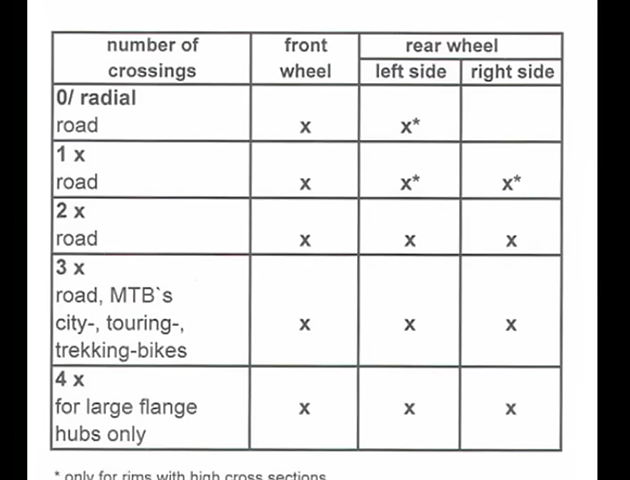 number of crossings front wheel rear wheel
left side right side
0/ radial
road x x*
1 x
road x x* x*
2 x
road x x x
3 x
road, MTB`s
city-, touring-, x x x
trekking-bikes
4 x
for large flange x x x
hubs only
* only for rims with high cross sections